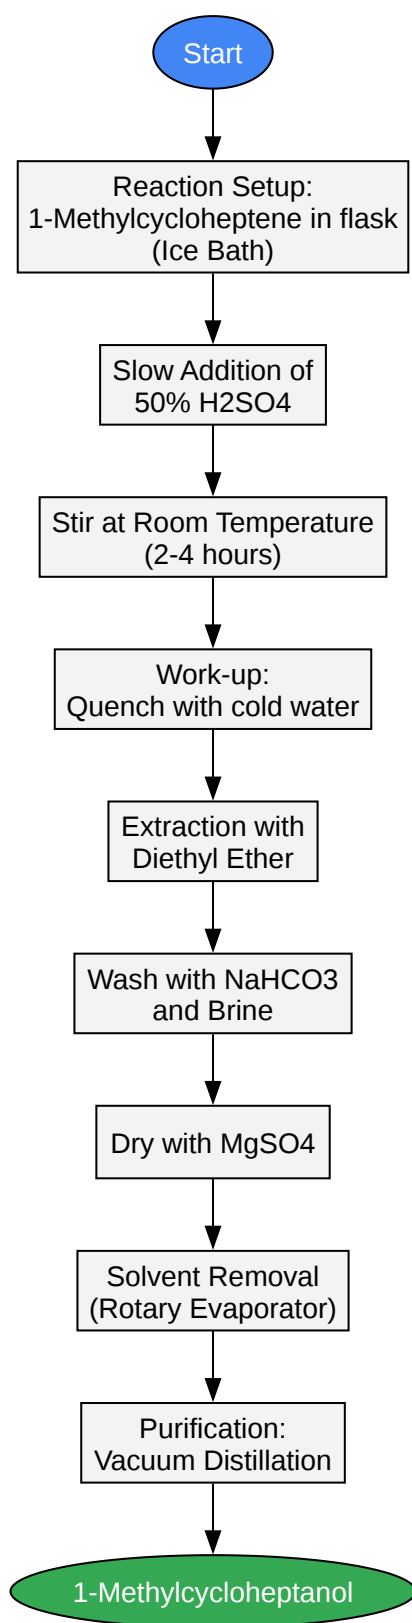 Start
Reaction Setup:
1-Methylcycloheptene in flask
(Ice Bath)
Slow Addition of
50% H2SO4
Stir at Room Temperature
(2-4 hours)
Work-up:
Quench with cold water
Extraction with
Diethyl Ether
Wash with NaHCO3
and Brine
Dry with MgSO4
Solvent Removal
(Rotary Evaporator)
Purification:
Vacuum Distillation
1-Methylcycloheptanol